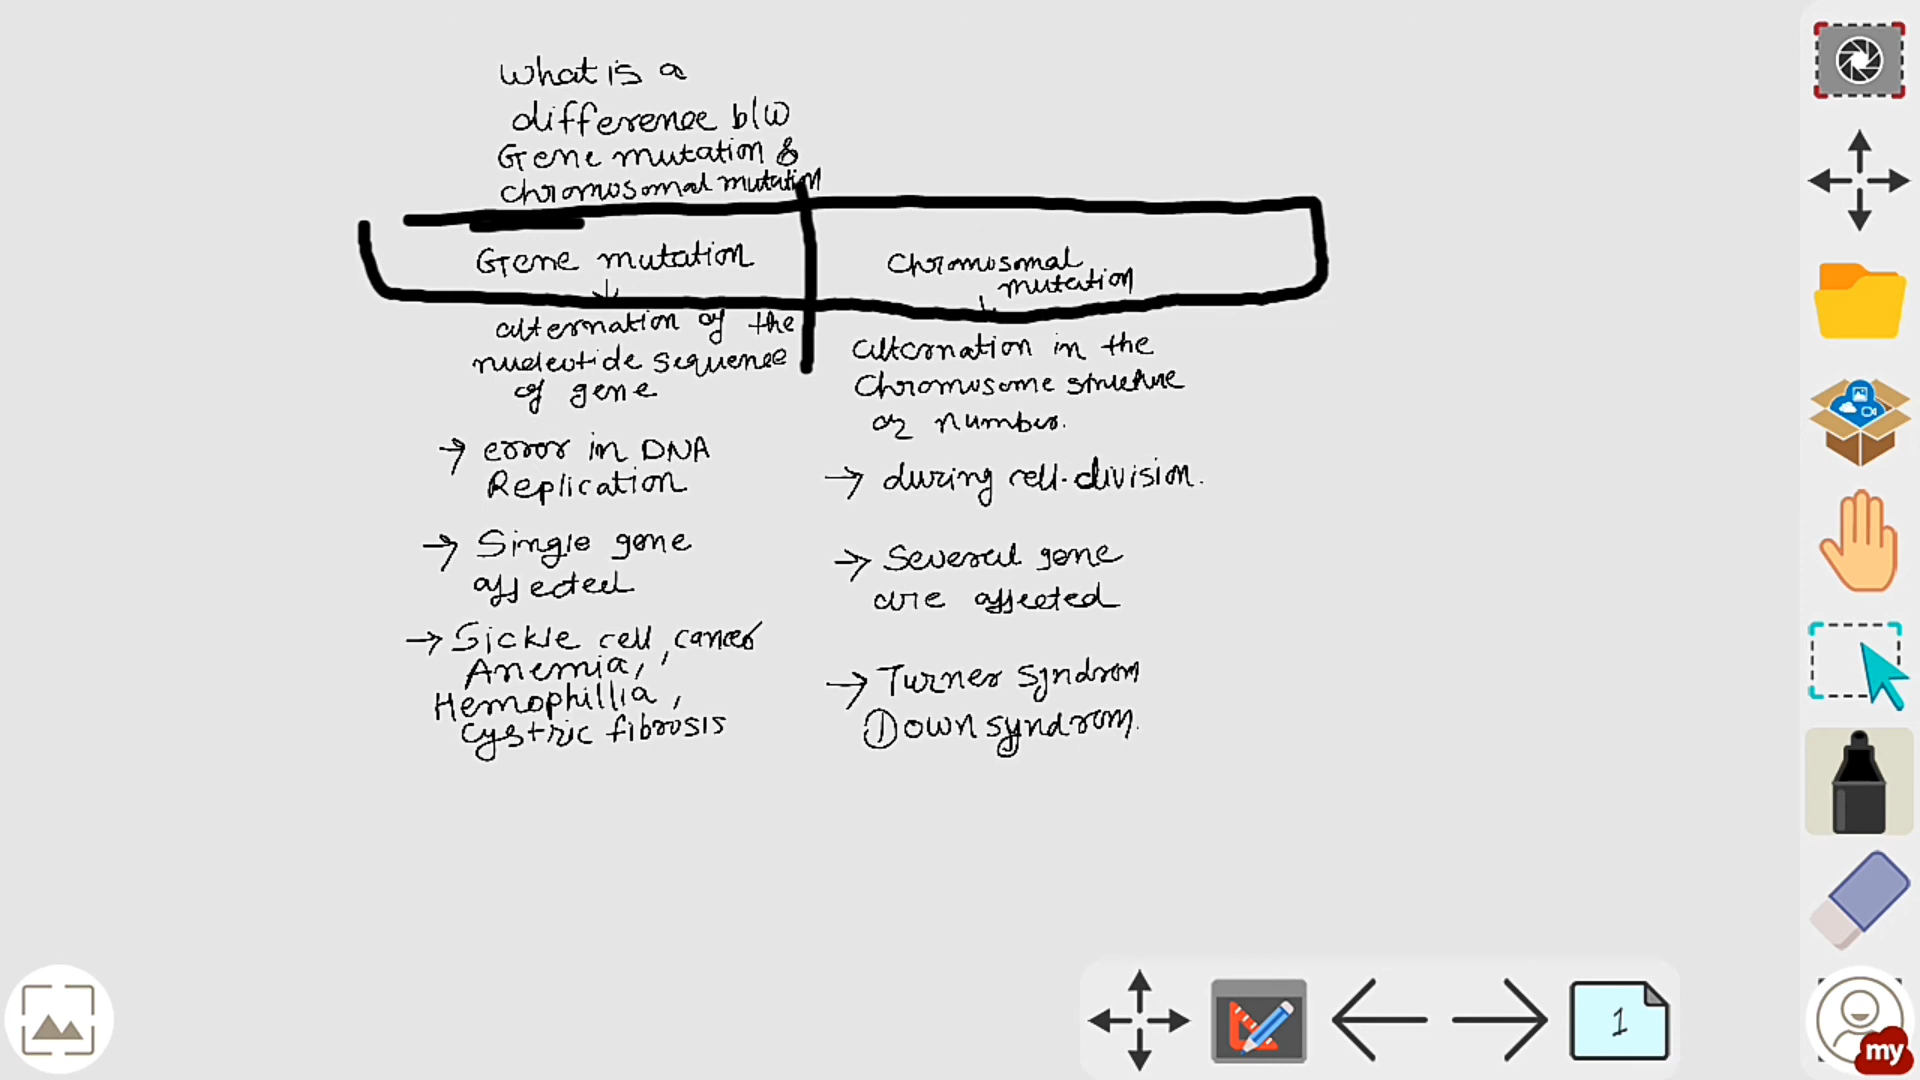 What is a
difference b/w
Gene mutation &
chromosomal mutation
Gene mutation
alternation of the
nucleotide sequence
of gene
→ error in DNA
Replication
→ Single gene
affected
→ Sickle cell, cancer
Anemia, ,
Hemophillia,
Cystric fibrosis
Chromosomal
mutation
alternation in the
Chromosome structure
or number.
→ during cell division.
→ Several gene
are affected
→ Turner Syndrom
Down syndrom.
1
my